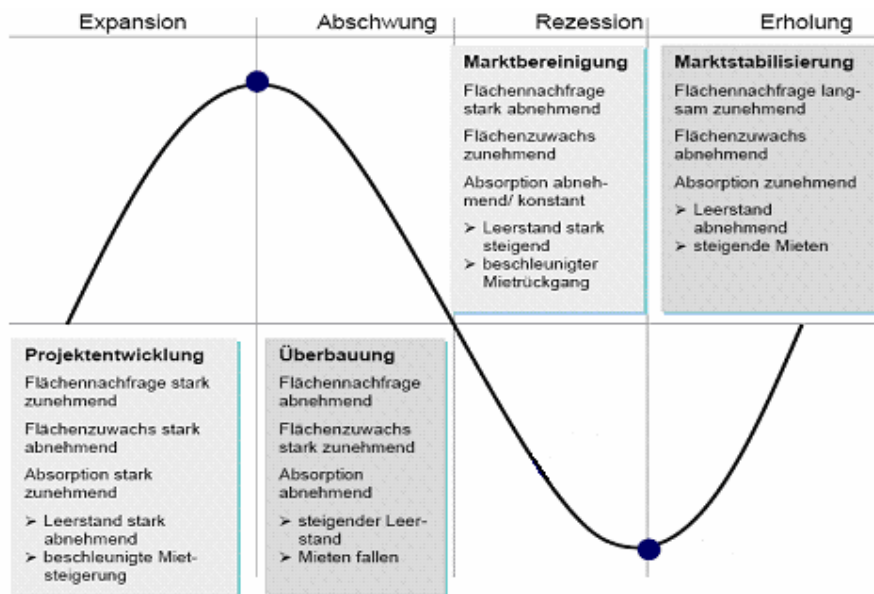 Expansion Abschwung Rezession Erholung
Marktbereinigung
Flächennachfrage
stark abnehmend
Flächenzuwachs
zunehmend
Absorption abneh-
mend/ konstant
➢ Leerstand stark
steigend
➢ beschleunigter
Mietrückgang
Marktstabilisierung
Flächennachfrage lang-
sam zunehmend
Flächenzuwachs
abnehmend
Absorption zunehmend
➢ Leerstand
abnehmend
➢ steigende Mieten
Projektentwicklung
Flächennachfrage stark
zunehmend
Flächenzuwachs stark
abnehmend
Absorption stark
zunehmend
➢ Leerstand stark
abnehmend
➢ beschleunigte Miet-
steigerung
Überbauung
Flächennachfrage
abnehmend
Flächenzuwachs
stark zunehmend
Absorption
abnehmend
➢ steigender Leer-
stand
➢ Mieten fallen